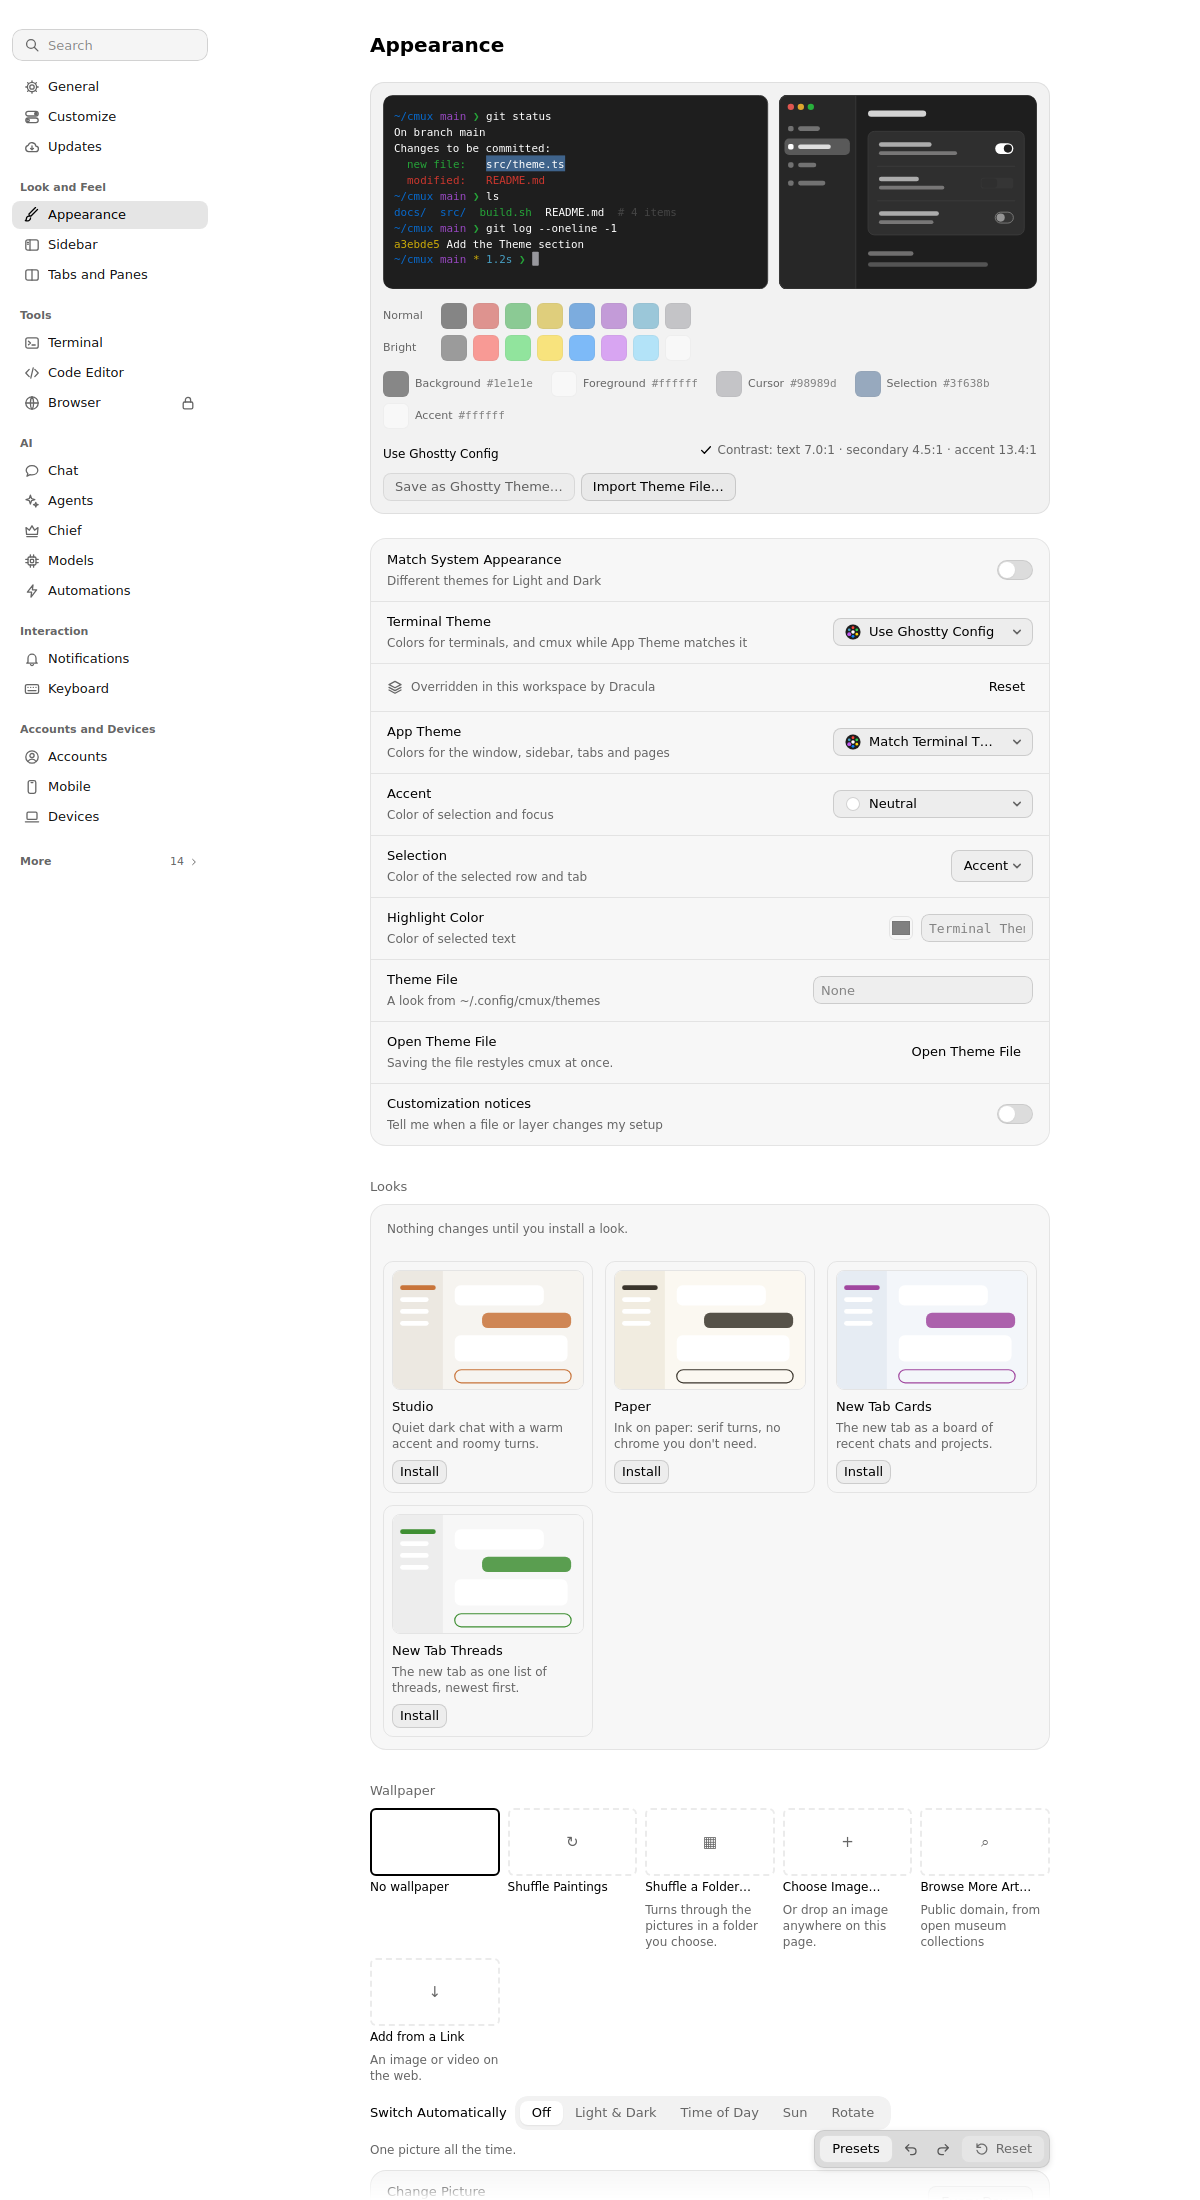 Search
General
Customize
Updates
Look and Feel
Appearance
Sidebar
Tabs and Panes
Tools
Terminal
Code Editor
Browser
AI
Chat
Agents
Chief
Models
Automations
Interaction
Notifications
Keyboard
Accounts and Devices
Accounts
Mobile
Devices
More 14
Appearance
~/cmux main ❯ git status
On branch main
Changes to be committed:
new file: src/theme.ts
modified: README.md
~/cmux main ❯ ls
docs/ src/ build.sh README.md # 4 items
~/cmux main ❯ git log --oneline -1
a3ebde5 Add the Theme section
~/cmux main * 1.2s ❯
Normal
Bright
Background #1e1e1e Foreground #ffffff Cursor #98989d Selection #3f638b
Accent #ffffff
Use Ghostty Config
Contrast: text 7.0:1 · secondary 4.5:1 · accent 13.4:1
Save as Ghostty Theme… Import Theme File…
Match System Appearance
Different themes for Light and Dark
Terminal Theme
Colors for terminals, and cmux while App Theme matches it
Use Ghostty Config
Overridden in this workspace by Dracula
Reset
App Theme
Colors for the window, sidebar, tabs and pages
Match Terminal T…
Accent
Color of selection and focus
Neutral
Selection
Color of the selected row and tab
Accent
Highlight Color
Color of selected text
Terminal Ther
Theme File
A look from ~/.config/cmux/themes
None
Open Theme File
Saving the file restyles cmux at once.
Open Theme File
Customization notices
Tell me when a file or layer changes my setup
Looks
Nothing changes until you install a look.
Studio
Quiet dark chat with a warm
accent and roomy turns.
Install
Paper
Ink on paper: serif turns, no
chrome you don't need.
Install
New Tab Cards
The new tab as a board of
recent chats and projects.
Install
New Tab Threads
The new tab as one list of
threads, newest first.
Install
Wallpaper
No wallpaper
Shuffle Paintings
Shuffle a Folder…
Turns through the
pictures in a folder
you choose.
Choose Image…
Or drop an image
anywhere on this
page.
Browse More Art…
Public domain, from
open museum
collections
Add from a Link
An image or video on
the web.
Switch Automatically Off Light & Dark Time of Day Sun Rotate
One picture all the time.
Presets Reset
Change Picture